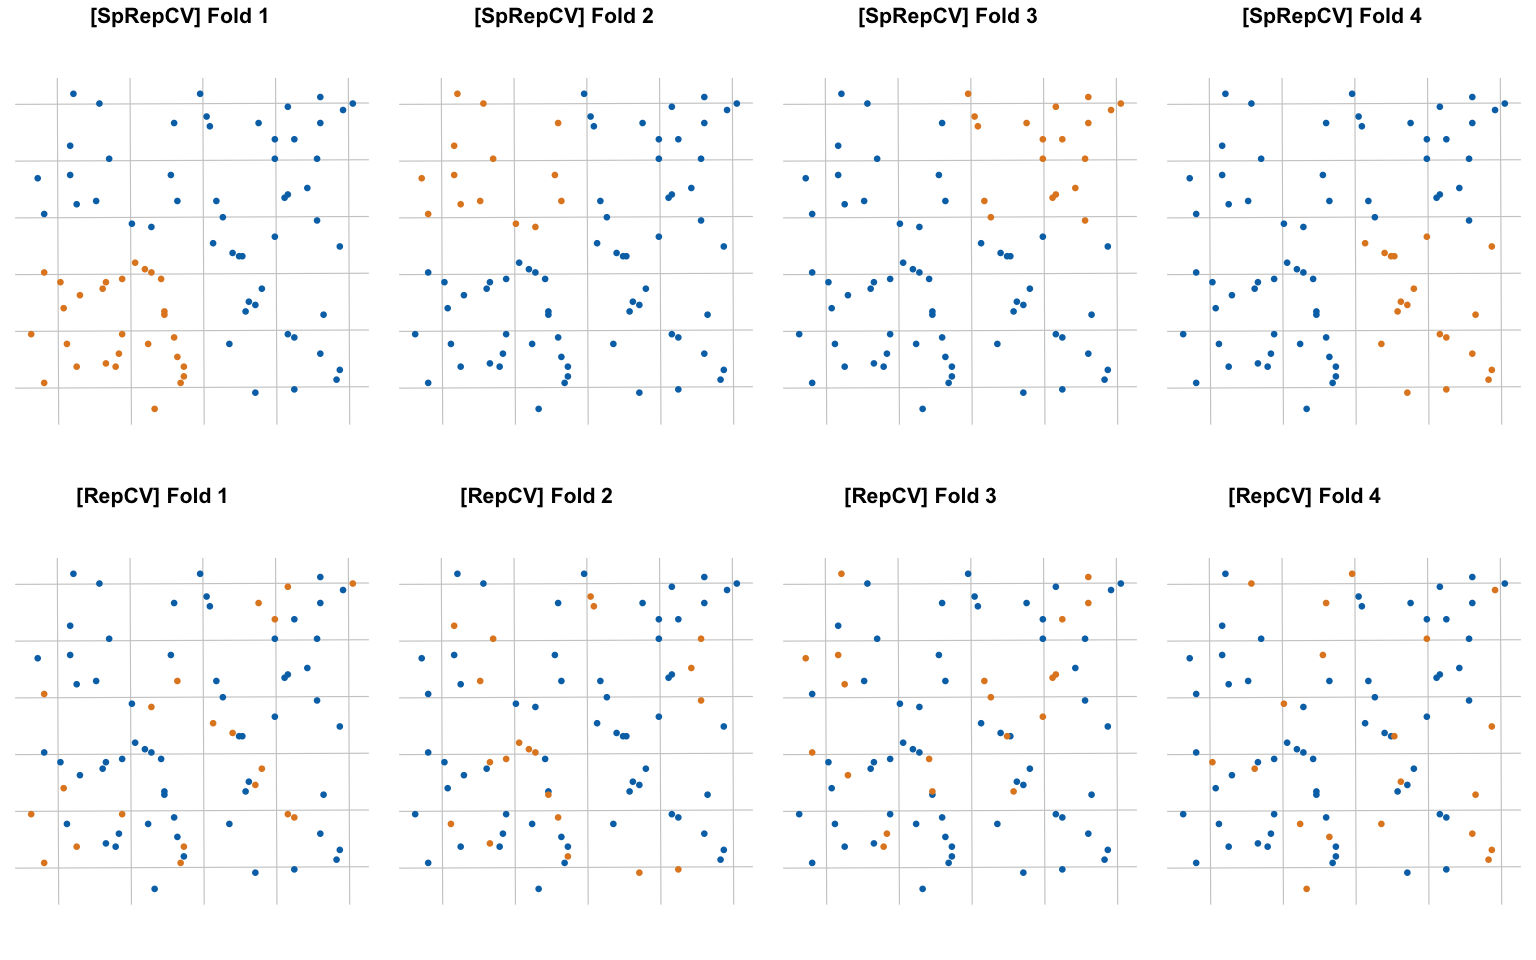 [SpRepCV] Fold 1
[SpRepCV] Fold 2
[SpRepCV] Fold 3
[SpRepCV] Fold 4
[RepCV] Fold 1
[RepCV] Fold 2
[RepCV] Fold 3
[RepCV] Fold 4